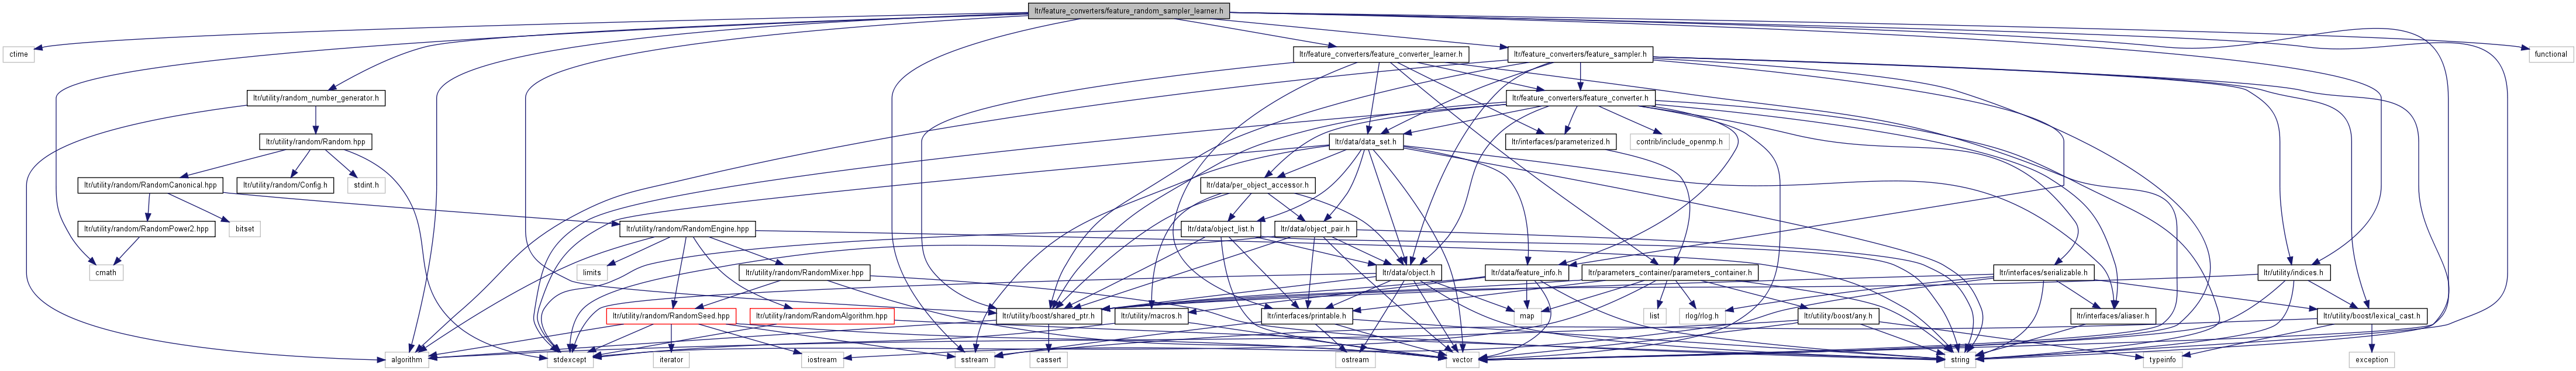 ltr/feature_converters/feature_random_sampler_learner.h
ctime
ltr/feature_converters/feature_converter_learner.h
ltr/feature_converters/feature_sampler.h
functional
ltr/utility/random_number_generator.h
ltr/feature_converters/feature_converter.h
ltr/utility/random/Random.hpp
ltr/data/data_set.h
ltr/interfaces/parameterized.h
contrib/include_openmp.h
ltr/utility/random/RandomCanonical.hpp
ltr/utility/random/Config.h
stdint.h
ltr/data/per_object_accessor.h
ltr/utility/random/RandomPower2.hpp
bitset
ltr/utility/random/RandomEngine.hpp
ltr/data/object_list.h
ltr/data/object_pair.h
cmath
limits
ltr/utility/random/RandomMixer.hpp
ltr/data/object.h
ltr/data/feature_info.h
ltr/parameters_container/parameters_container.h
ltr/interfaces/serializable.h
ltr/utility/indices.h
ltr/utility/random/RandomSeed.hpp
ltr/utility/random/RandomAlgorithm.hpp
ltr/utility/boost/shared_ptr.h
ltr/utility/macros.h
ltr/interfaces/printable.h
map
list
rlog/rlog.h
ltr/utility/boost/any.h
ltr/interfaces/aliaser.h
ltr/utility/boost/lexical_cast.h
algorithm
stdexcept
iterator
iostream
sstream
cassert
ostream
vector
string
typeinfo
exception